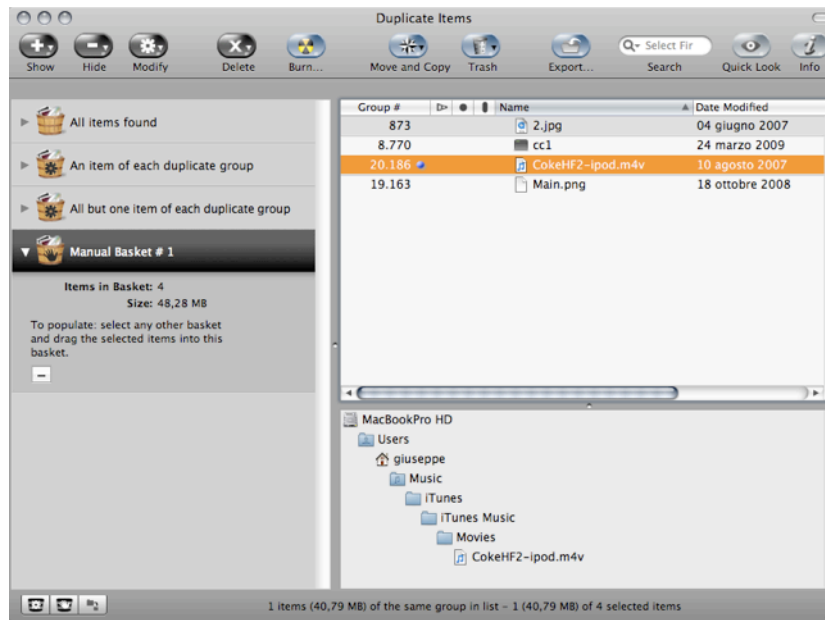 Duplicate Items
Show Hide Modify Delete Burn... Move and Copy Trash Export... Search Quick Look Info
Select Fir
All items found
An item of each duplicate group
All but one item of each duplicate group
Manual Basket # 1
Items in Basket: 4
Size: 48,28 MB
To populate: select any other basket
and drag the selected items into this
basket.
Group # Name Date Modified
873 2.jpg 04 giugno 2007
8.770 cc1 24 marzo 2009
20.186 CokeHF2-ipod.m4v 10 agosto 2007
19.163 Main.png 18 ottobre 2008
MacBookPro HD
Users
giuseppe
Music
iTunes
iTunes Music
Movies
CokeHF2-ipod.m4v
1 items (40,79 MB) of the same group in list - 1 (40,79 MB) of 4 selected items